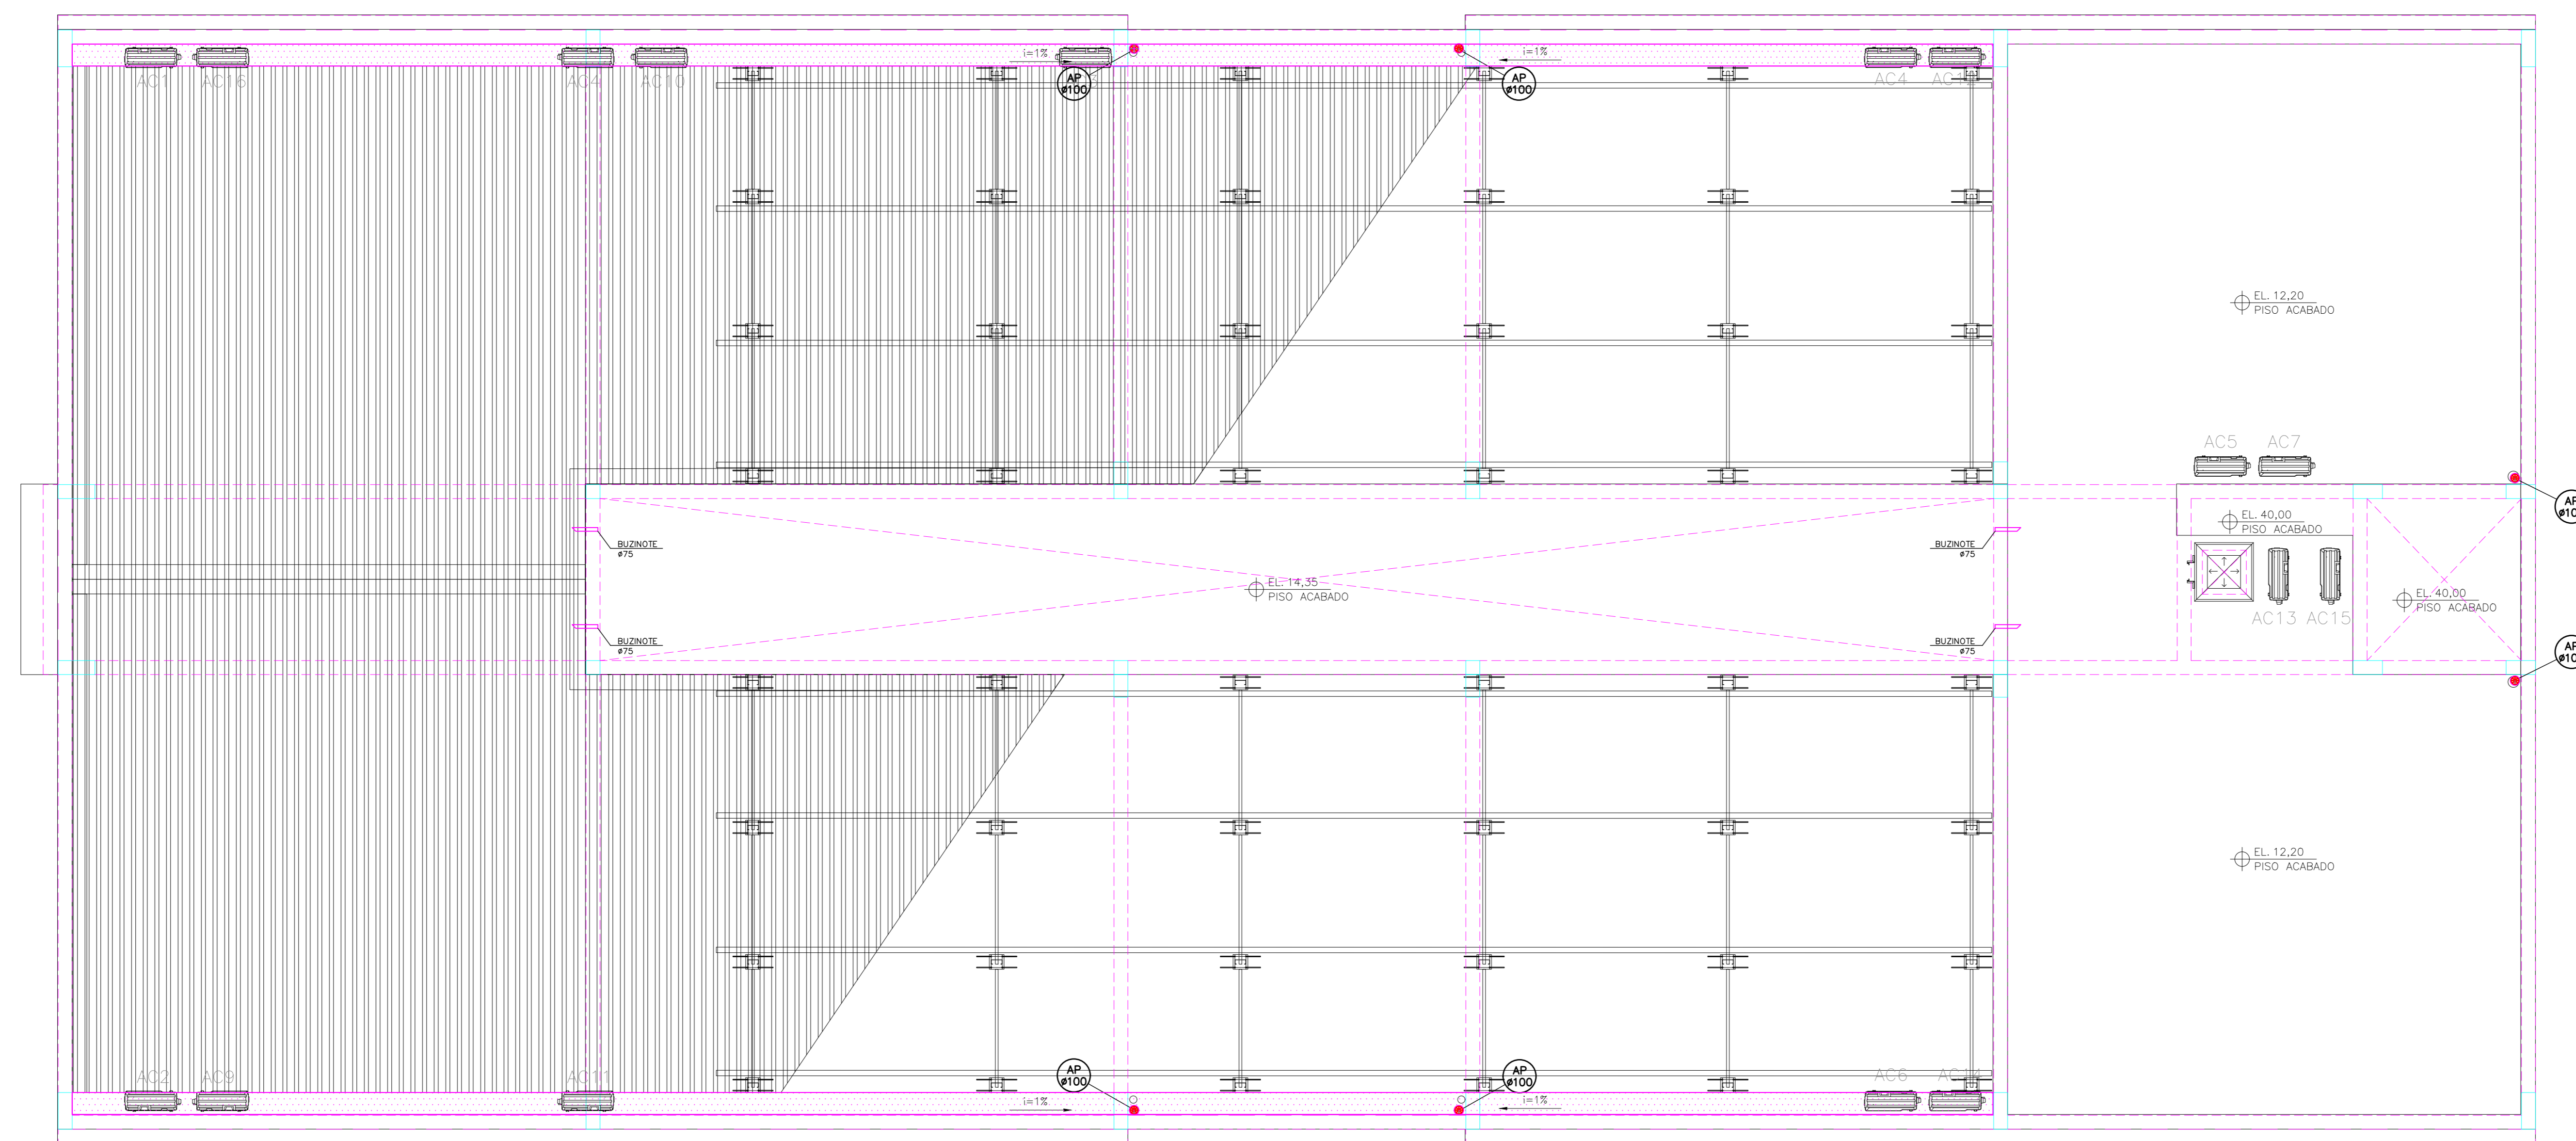 i=1%
i=1%
AC1
AC16
AC4
AC10
AP
ø100
AP
ø100
AC4
EL. 12,20
PISO ACABADO
AC5
AC7
AP
EL. 40,00
PISO ACABADO
BUZINOTE
ø75
BUZINOTE
ø75
EL. 14,35
PISO ACABADO
EL. 40,00
PISO ACABADO
AC13
AC15
BUZINOTE
ø75
BUZINOTE
ø75
AP
EL. 12,20
PISO ACABADO
AC2
AC9
AC11
AP
ø100
AP
ø100
AC6
AC14
i=1%
i=1%